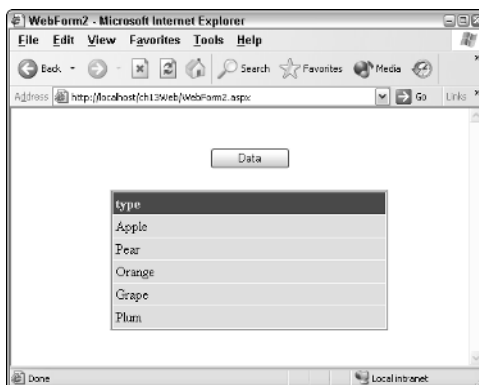 WebForm2 - Microsoft Internet Explorer
File Edit View Favorites Tools Help
Back Search Favorites Media
Address http://localhost/ch13Web/WebForm2.aspx Go Links
Data
type
Apple
Pear
Orange
Grape
Plum
Done Local intranet